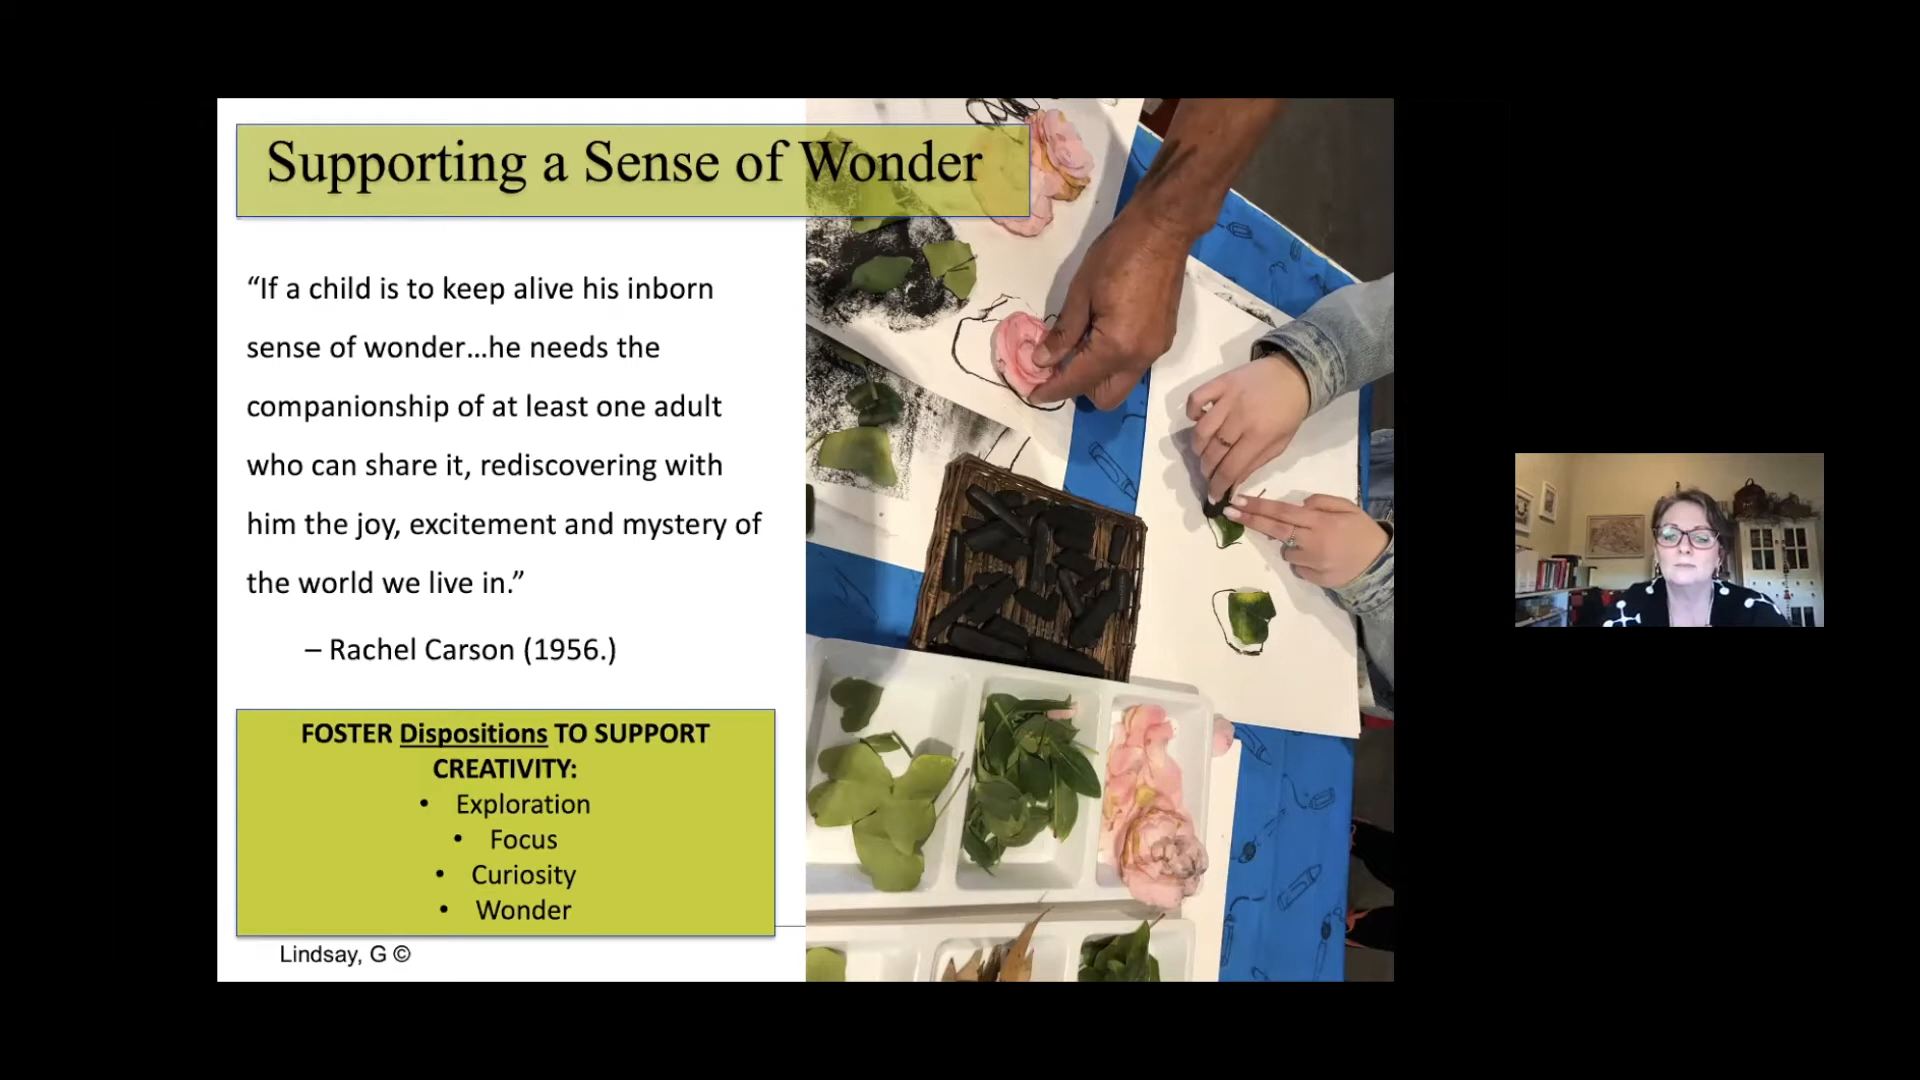 Supporting a Sense of Wonder
“If a child is to keep alive his inborn
sense of wonder…he needs the
companionship of at least one adult
who can share it, rediscovering with
him the joy, excitement and mystery of
the world we live in.”
– Rachel Carson (1956.)
FOSTER Dispositions TO SUPPORT
CREATIVITY:
• Exploration
• Focus
• Curiosity
• Wonder
Lindsay, G ©